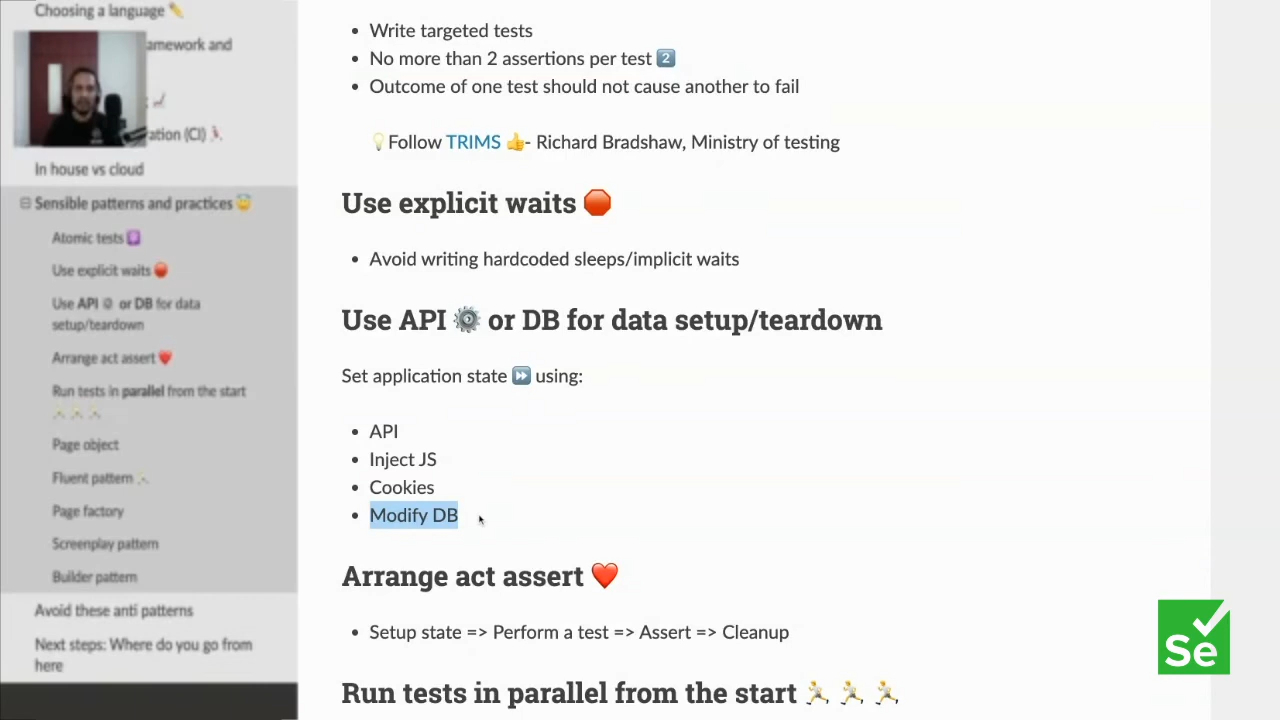 Choosing a language ✏️
amework and
ation (CI)
In house vs cloud
Sensible patterns and practices 😇
Atomic tests ⚛️
Use explicit waits 🛑
Use API ⚙️ or DB for data
setup/teardown
Arrange act assert ❤️
Run tests in parallel from the start
🏃🏃🏃
Page object
Fluent pattern
Page factory
Screenplay pattern
Builder pattern
Avoid these anti patterns
Next steps: Where do you go from
here
Write targeted tests
No more than 2 assertions per test 2️⃣
Outcome of one test should not cause another to fail
💡Follow TRIMS 👍- Richard Bradshaw, Ministry of testing
Use explicit waits 🛑
Avoid writing hardcoded sleeps/implicit waits
Use API ⚙️ or DB for data setup/teardown
Set application state ⏩ using:
API
Inject JS
Cookies
Modify DB
Arrange act assert ❤️
Setup state => Perform a test => Assert => Cleanup
Run tests in parallel from the start 🏃🏃🏃
Se